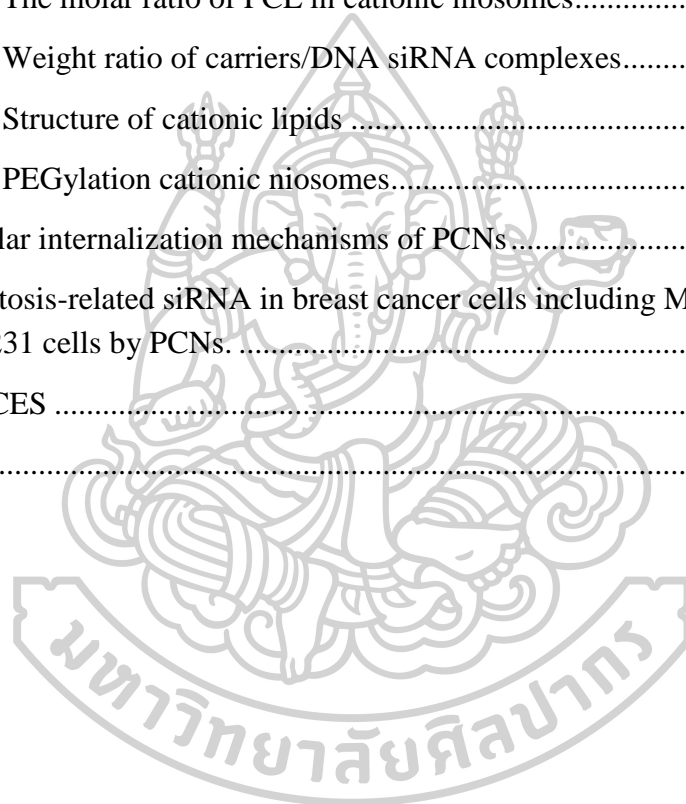 The molar ratio of PCL in cationic niosomes..........
Weight ratio of carriers/DNA siRNA complexes.......
Structure of cationic lipids ..........................................
PEGylation cationic niosomes.....................................
lar internalization mechanisms of PCNs......................
tosis-related siRNA in breast cancer cells including M
231 cells by PCNs. .......................................................
CES ..............................................................................
.......................................................................................
มหาวิทยาลัยศิลปากร